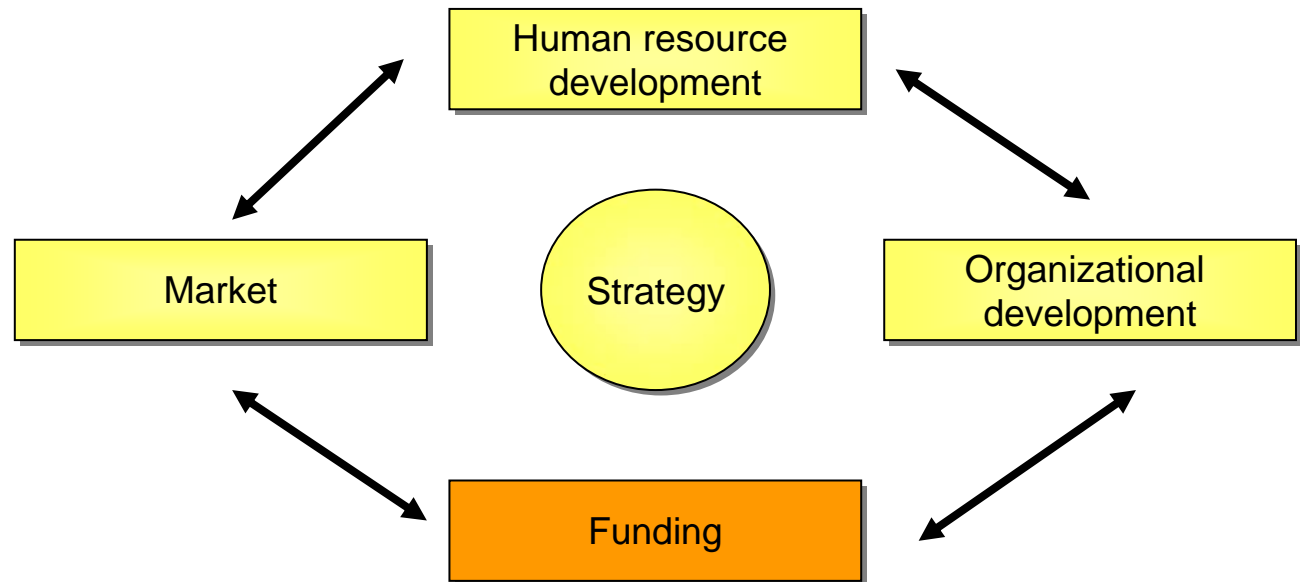 Human resource
development
Market
Strategy
Organizational
development
Funding